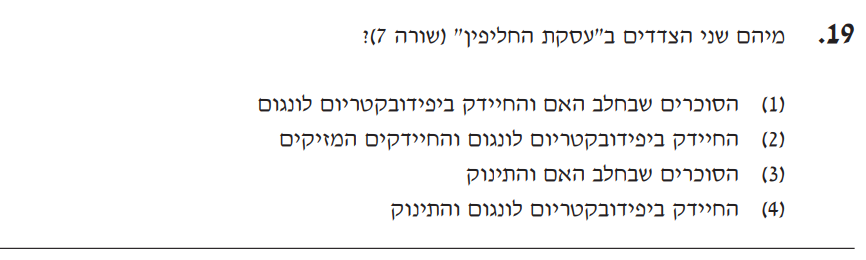 19. מיהם שני הצדדים ב"עסקת החליפין" (שורה 7)?
(1) הסוכרים שבחלב האם והחיידק ביפידובקטריום לונגום
(2) החיידק ביפידובקטריום לונגום והחיידקים המזיקים
(3) הסוכרים שבחלב האם והתינוק
(4) החיידק ביפידובקטריום לונגום והתינוק